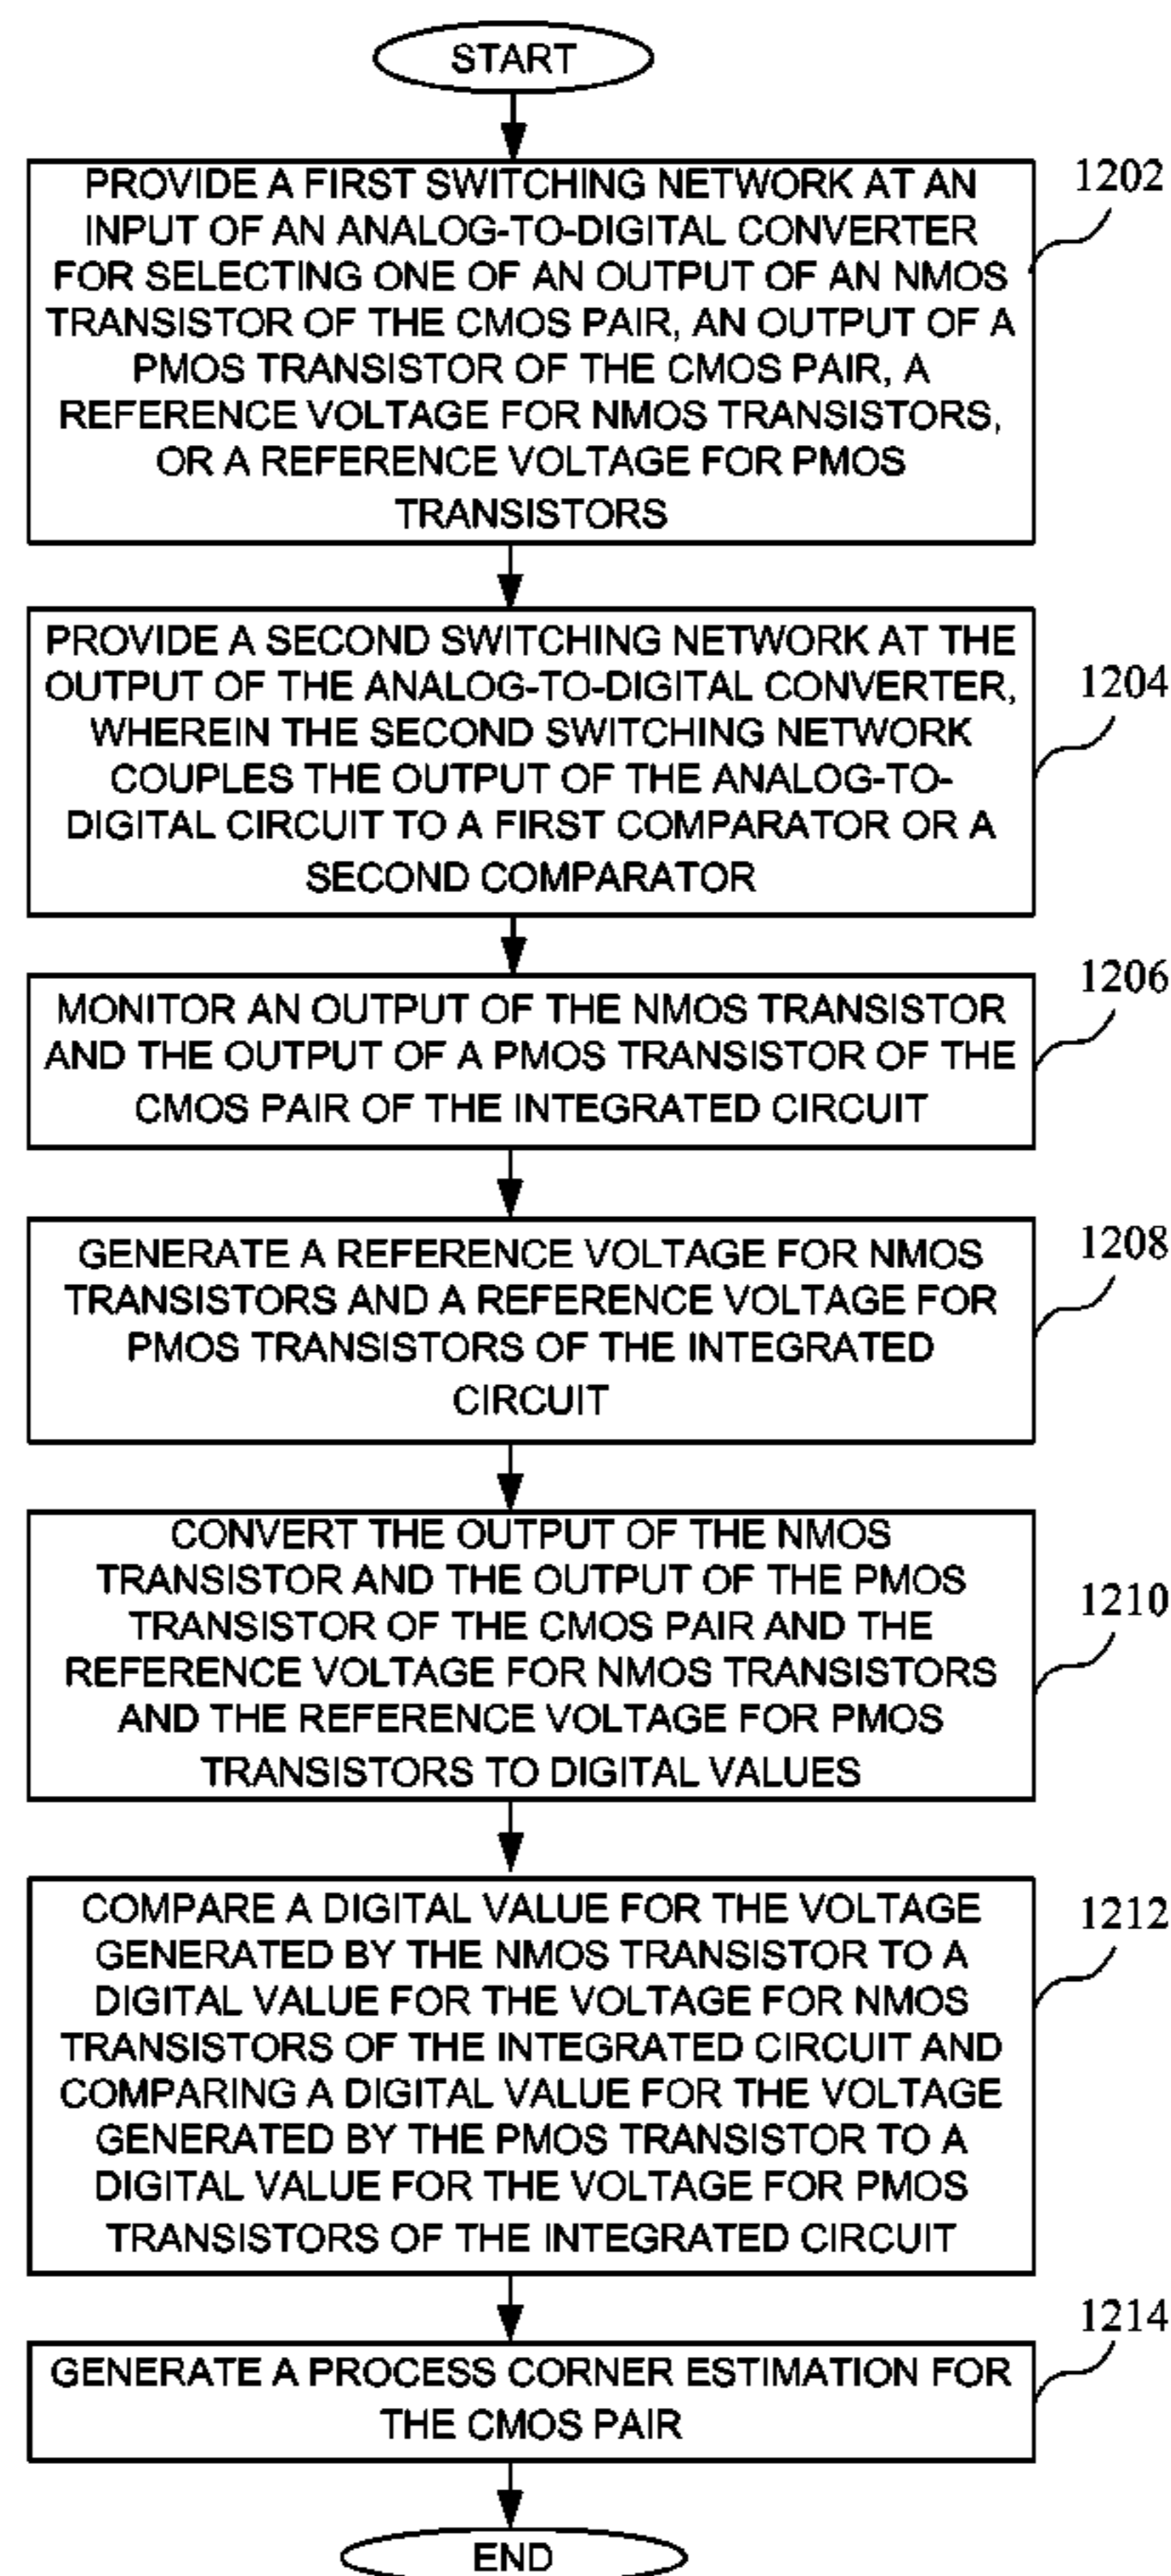 START
PROVIDE A FIRST SWITCHING NETWORK AT AN
INPUT OF AN ANALOG-TO-DIGITAL CONVERTER
FOR SELECTING ONE OF AN OUTPUT OF AN NMOS
TRANSISTOR OF THE CMOS PAIR, AN OUTPUT OF A
PMOS TRANSISTOR OF THE CMOS PAIR, A
REFERENCE VOLTAGE FOR NMOS TRANSISTORS,
OR A REFERENCE VOLTAGE FOR PMOS
TRANSISTORS
1202
PROVIDE A SECOND SWITCHING NETWORK AT THE
OUTPUT OF THE ANALOG-TO-DIGITAL CONVERTER,
WHEREIN THE SECOND SWITCHING NETWORK
COUPLES THE OUTPUT OF THE ANALOG-TO-
DIGITAL CIRCUIT TO A FIRST COMPARATOR OR A
SECOND COMPARATOR
1204
MONITOR AN OUTPUT OF THE NMOS TRANSISTOR
AND THE OUTPUT OF A PMOS TRANSISTOR OF THE
CMOS PAIR OF THE INTEGRATED CIRCUIT
1206
GENERATE A REFERENCE VOLTAGE FOR NMOS
TRANSISTORS AND A REFERENCE VOLTAGE FOR
PMOS TRANSISTORS OF THE INTEGRATED
CIRCUIT
1208
CONVERT THE OUTPUT OF THE NMOS
TRANSISTOR AND THE OUTPUT OF THE PMOS
TRANSISTOR OF THE CMOS PAIR AND THE
REFERENCE VOLTAGE FOR NMOS TRANSISTORS
AND THE REFERENCE VOLTAGE FOR PMOS
TRANSISTORS TO DIGITAL VALUES
1210
COMPARE A DIGITAL VALUE FOR THE VOLTAGE
GENERATED BY THE NMOS TRANSISTOR TO A
DIGITAL VALUE FOR THE VOLTAGE FOR NMOS
TRANSISTORS OF THE INTEGRATED CIRCUIT AND
COMPARING A DIGITAL VALUE FOR THE VOLTAGE
GENERATED BY THE PMOS TRANSISTOR TO A
DIGITAL VALUE FOR THE VOLTAGE FOR PMOS
TRANSISTORS OF THE INTEGRATED CIRCUIT
1212
GENERATE A PROCESS CORNER ESTIMATION FOR
THE CMOS PAIR
1214
END